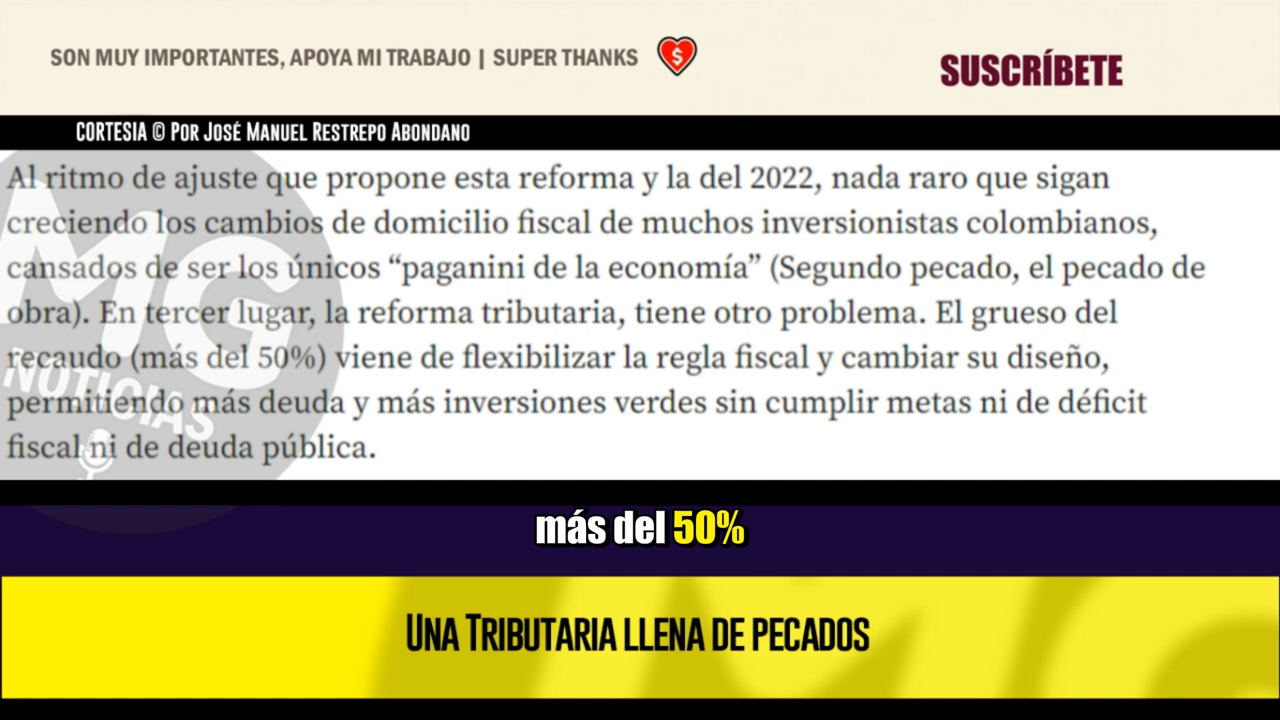 SON MUY IMPORTANTES, APOYA MI TRABAJO | SUPER THANKS
$
SUSCRÍBETE
CORTESIA © POR JOSÉ MANUEL RESTREPO ABONDANO
Al ritmo de ajuste que propone esta reforma y la del 2022, nada raro que sigan
creciendo los cambios de domicilio fiscal de muchos inversionistas colombianos,
cansados de ser los únicos “paganini de la economía” (Segundo pecado, el pecado de
obra). En tercer lugar, la reforma tributaria, tiene otro problema. El grueso del
recaudo (más del 50%) viene de flexibilizar la regla fiscal y cambiar su diseño,
permitiendo más deuda y más inversiones verdes sin cumplir metas ni de déficit
fiscal ni de deuda pública.
MG
NOTICIAS
más del 50%
UNA TRIBUTARIA LLENA DE PECADOS